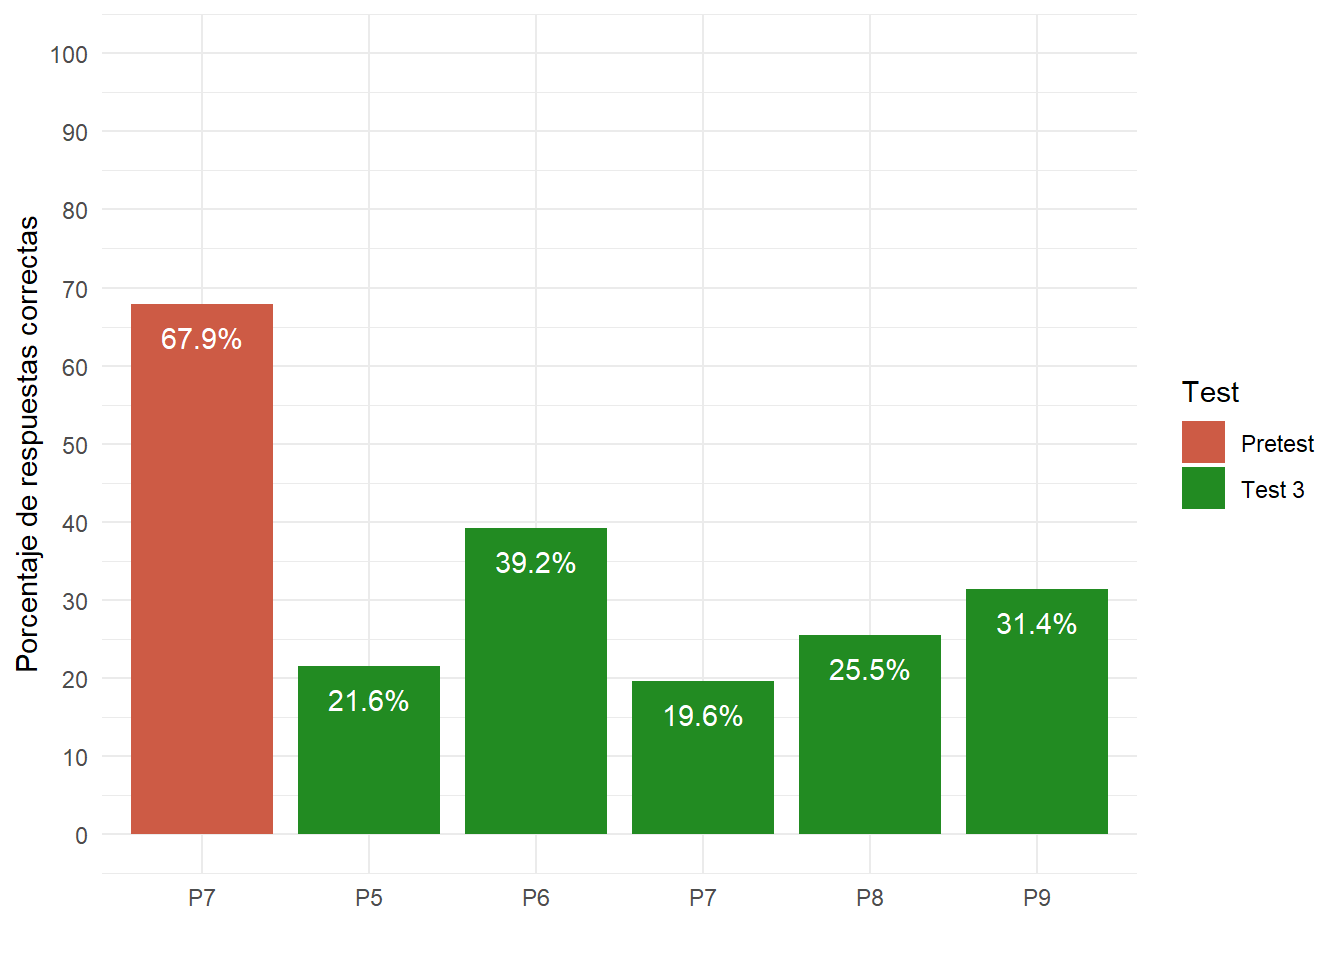 Porcentaje de respuestas correctas
100
90
80
70
60
50
40
30
20
10
0
67.9%
21.6%
39.2%
19.6%
25.5%
31.4%
P7
P5
P6
P7
P8
P9
Test
Pretest
Test 3